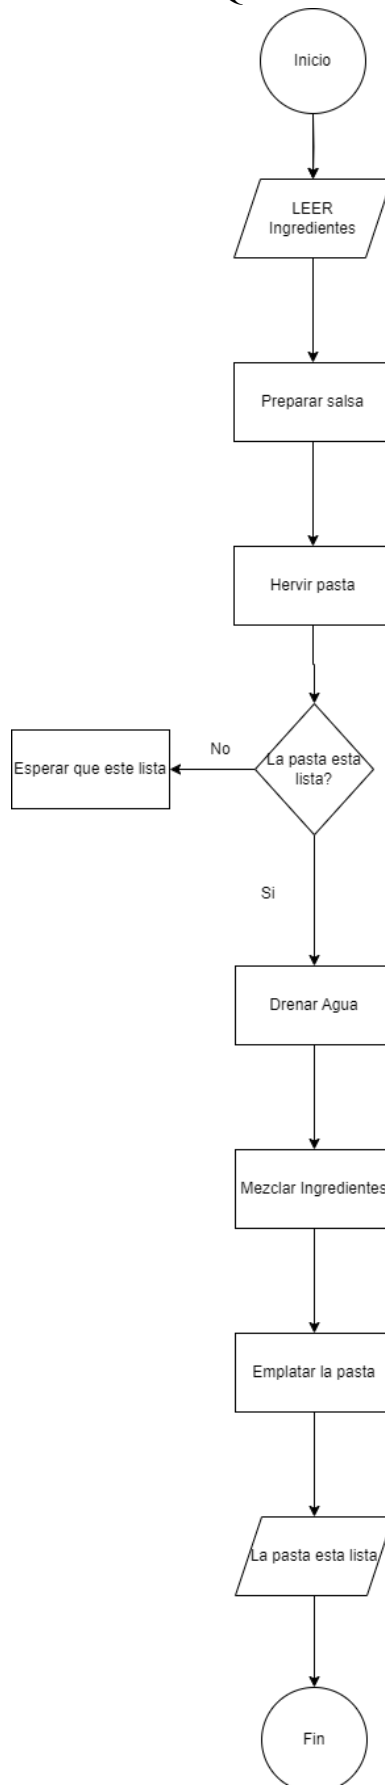 Inicio
LEER
Ingredientes
Preparar salsa
Hervir pasta
La pasta esta
lista?
No
Esperar que este lista
Si
Drenar Agua
Mezclar Ingredientes
Emplatar la pasta
La pasta esta lista
Fin